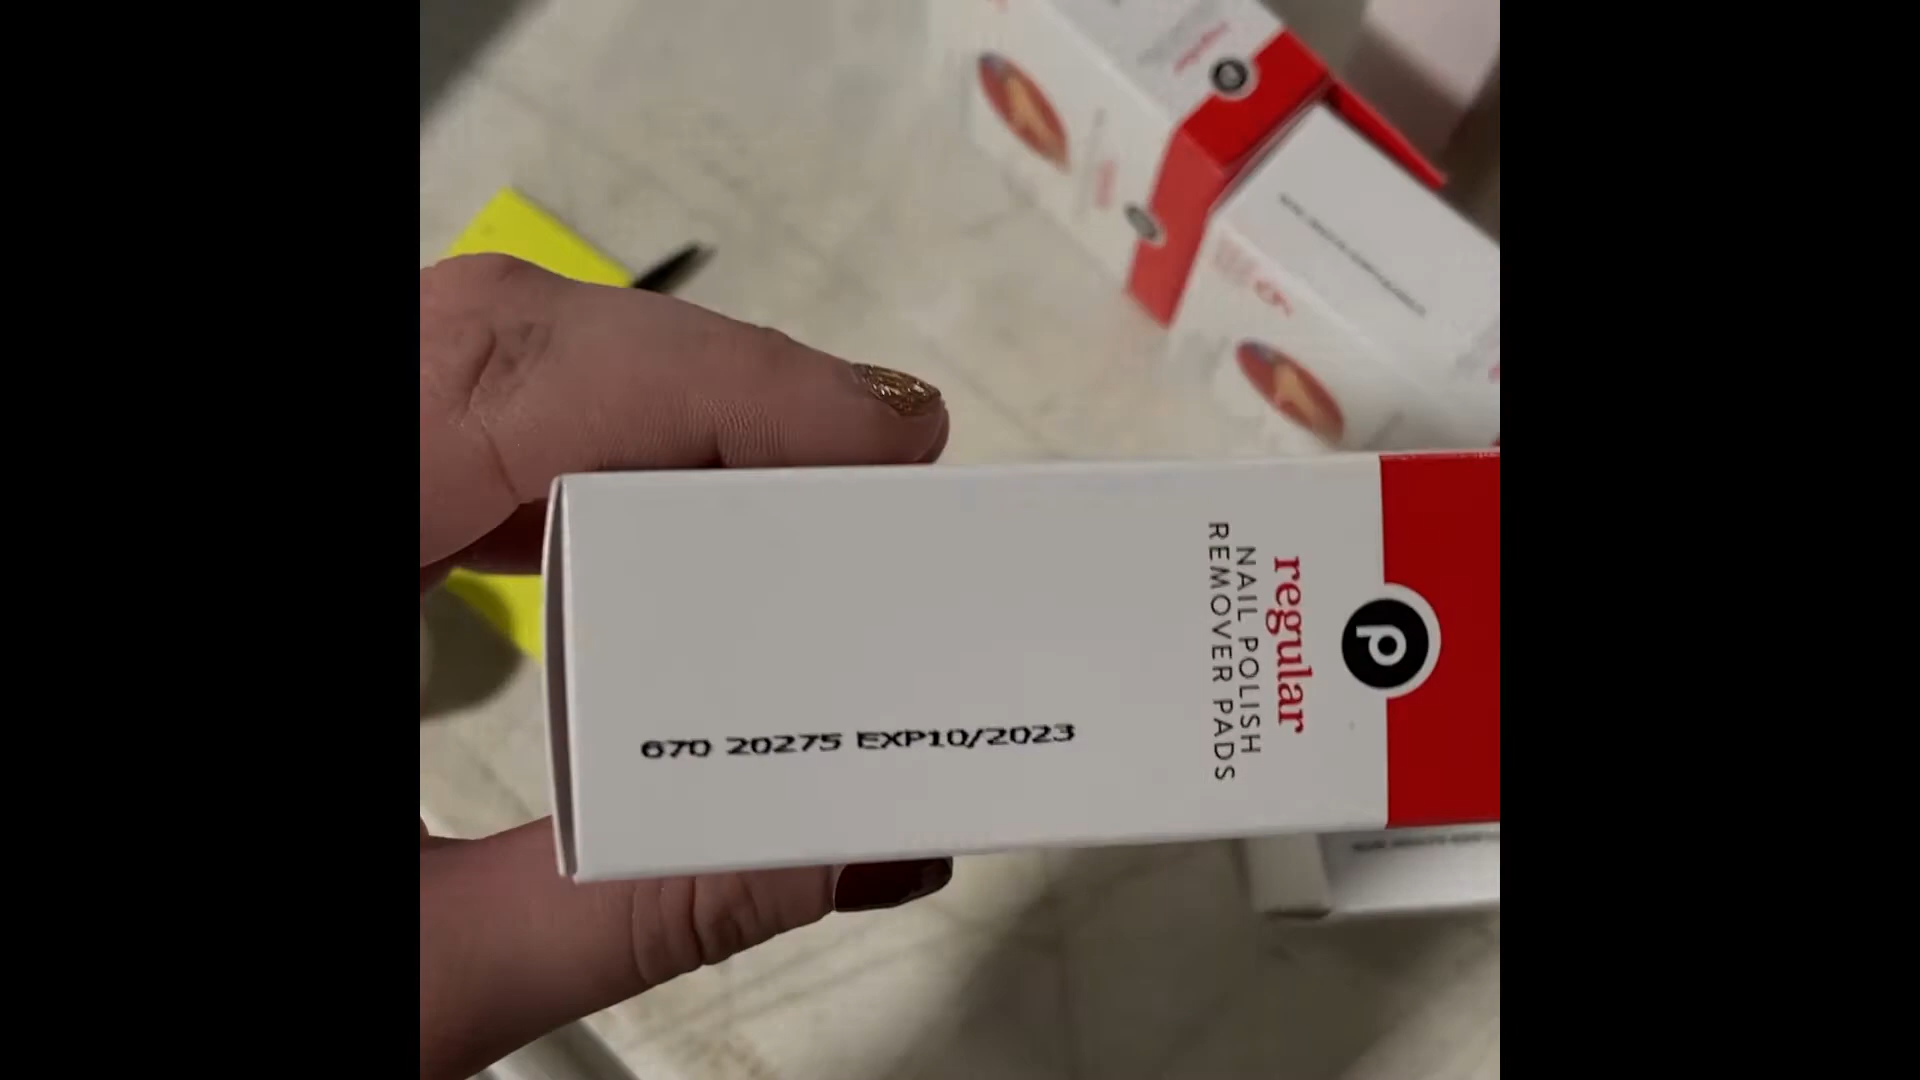 regular
NAIL POLISH
REMOVER PADS
p
670 20275 EXP10/2023